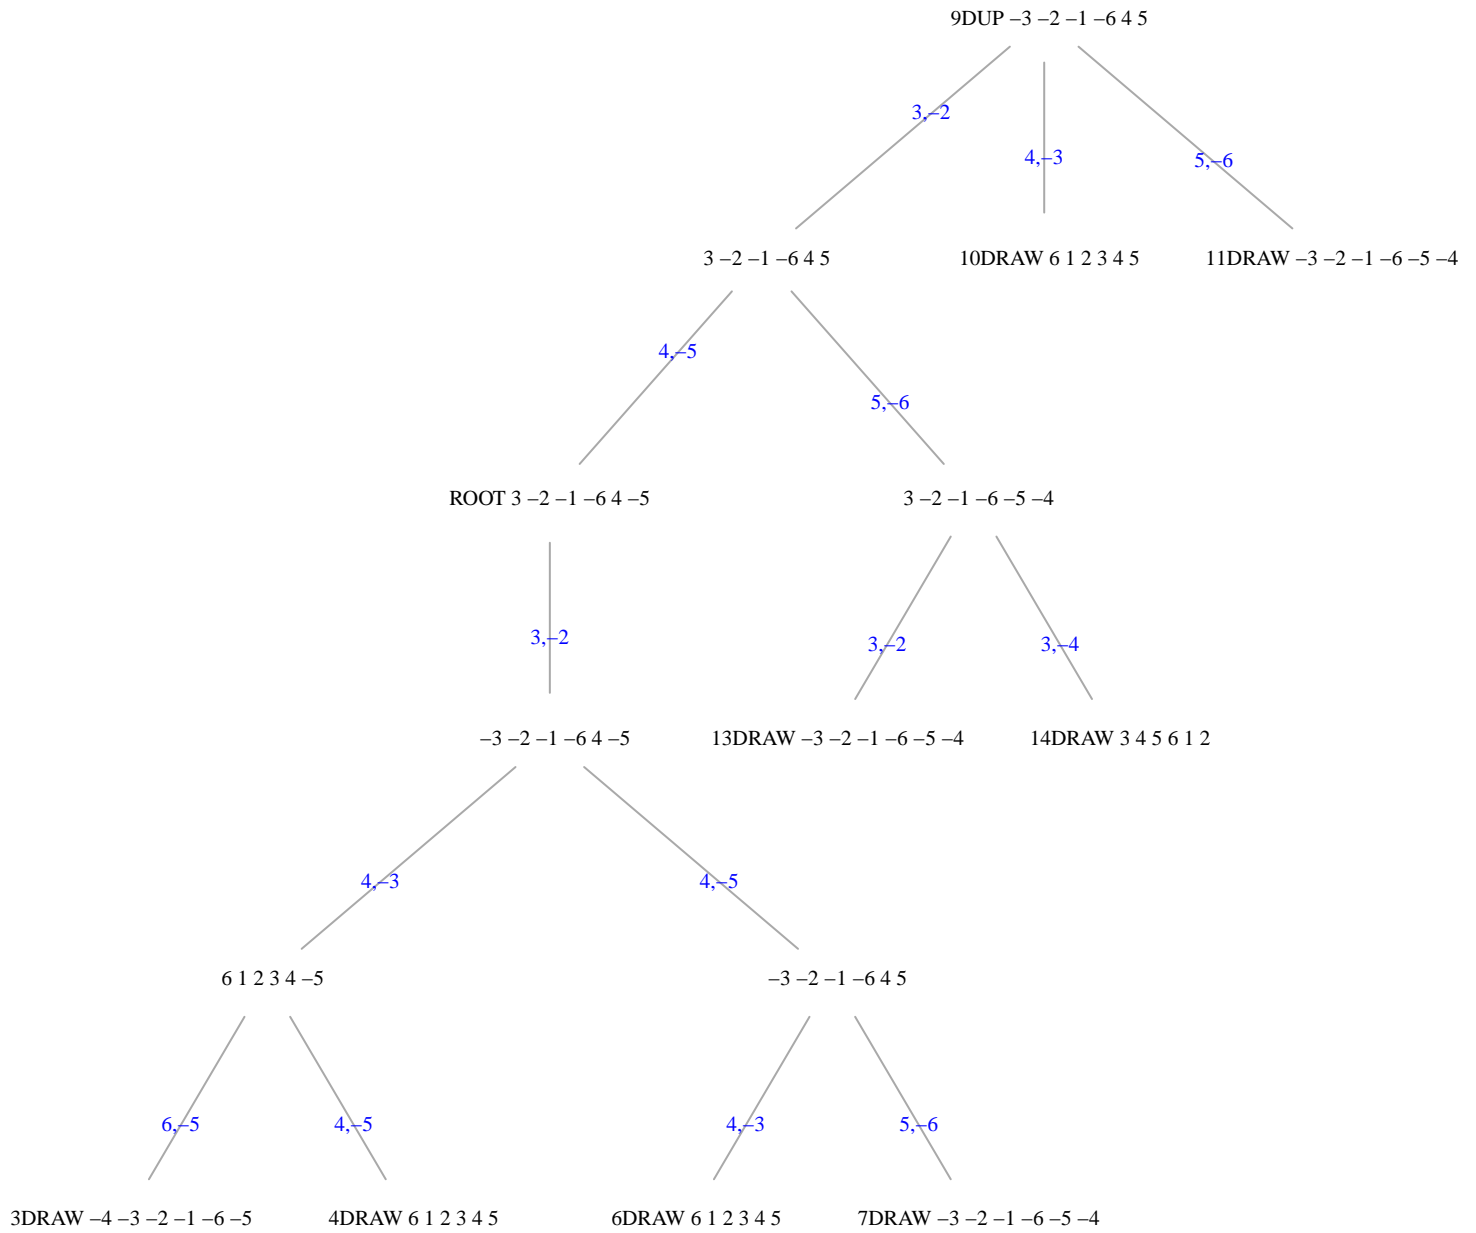 9DUP –3 –2 –1 –6 4 5
3,–2
4,–3
5,–6
3 –2 –1 –6 4 5
10DRAW 6 1 2 3 4 5
11DRAW –3 –2 –1 –6 –5 –4
4,–5
5,–6
ROOT 3 –2 –1 –6 4 –5
3 –2 –1 –6 –5 –4
3,–2
3,–2
3,–4
–3 –2 –1 –6 4 –5
13DRAW –3 –2 –1 –6 –5 –4
14DRAW 3 4 5 6 1 2
4,–3
4,–5
6 1 2 3 4 –5
–3 –2 –1 –6 4 5
6,–5
4,–5
4,–3
5,–6
3DRAW –4 –3 –2 –1 –6 –5
4DRAW 6 1 2 3 4 5
6DRAW 6 1 2 3 4 5
7DRAW –3 –2 –1 –6 –5 –4